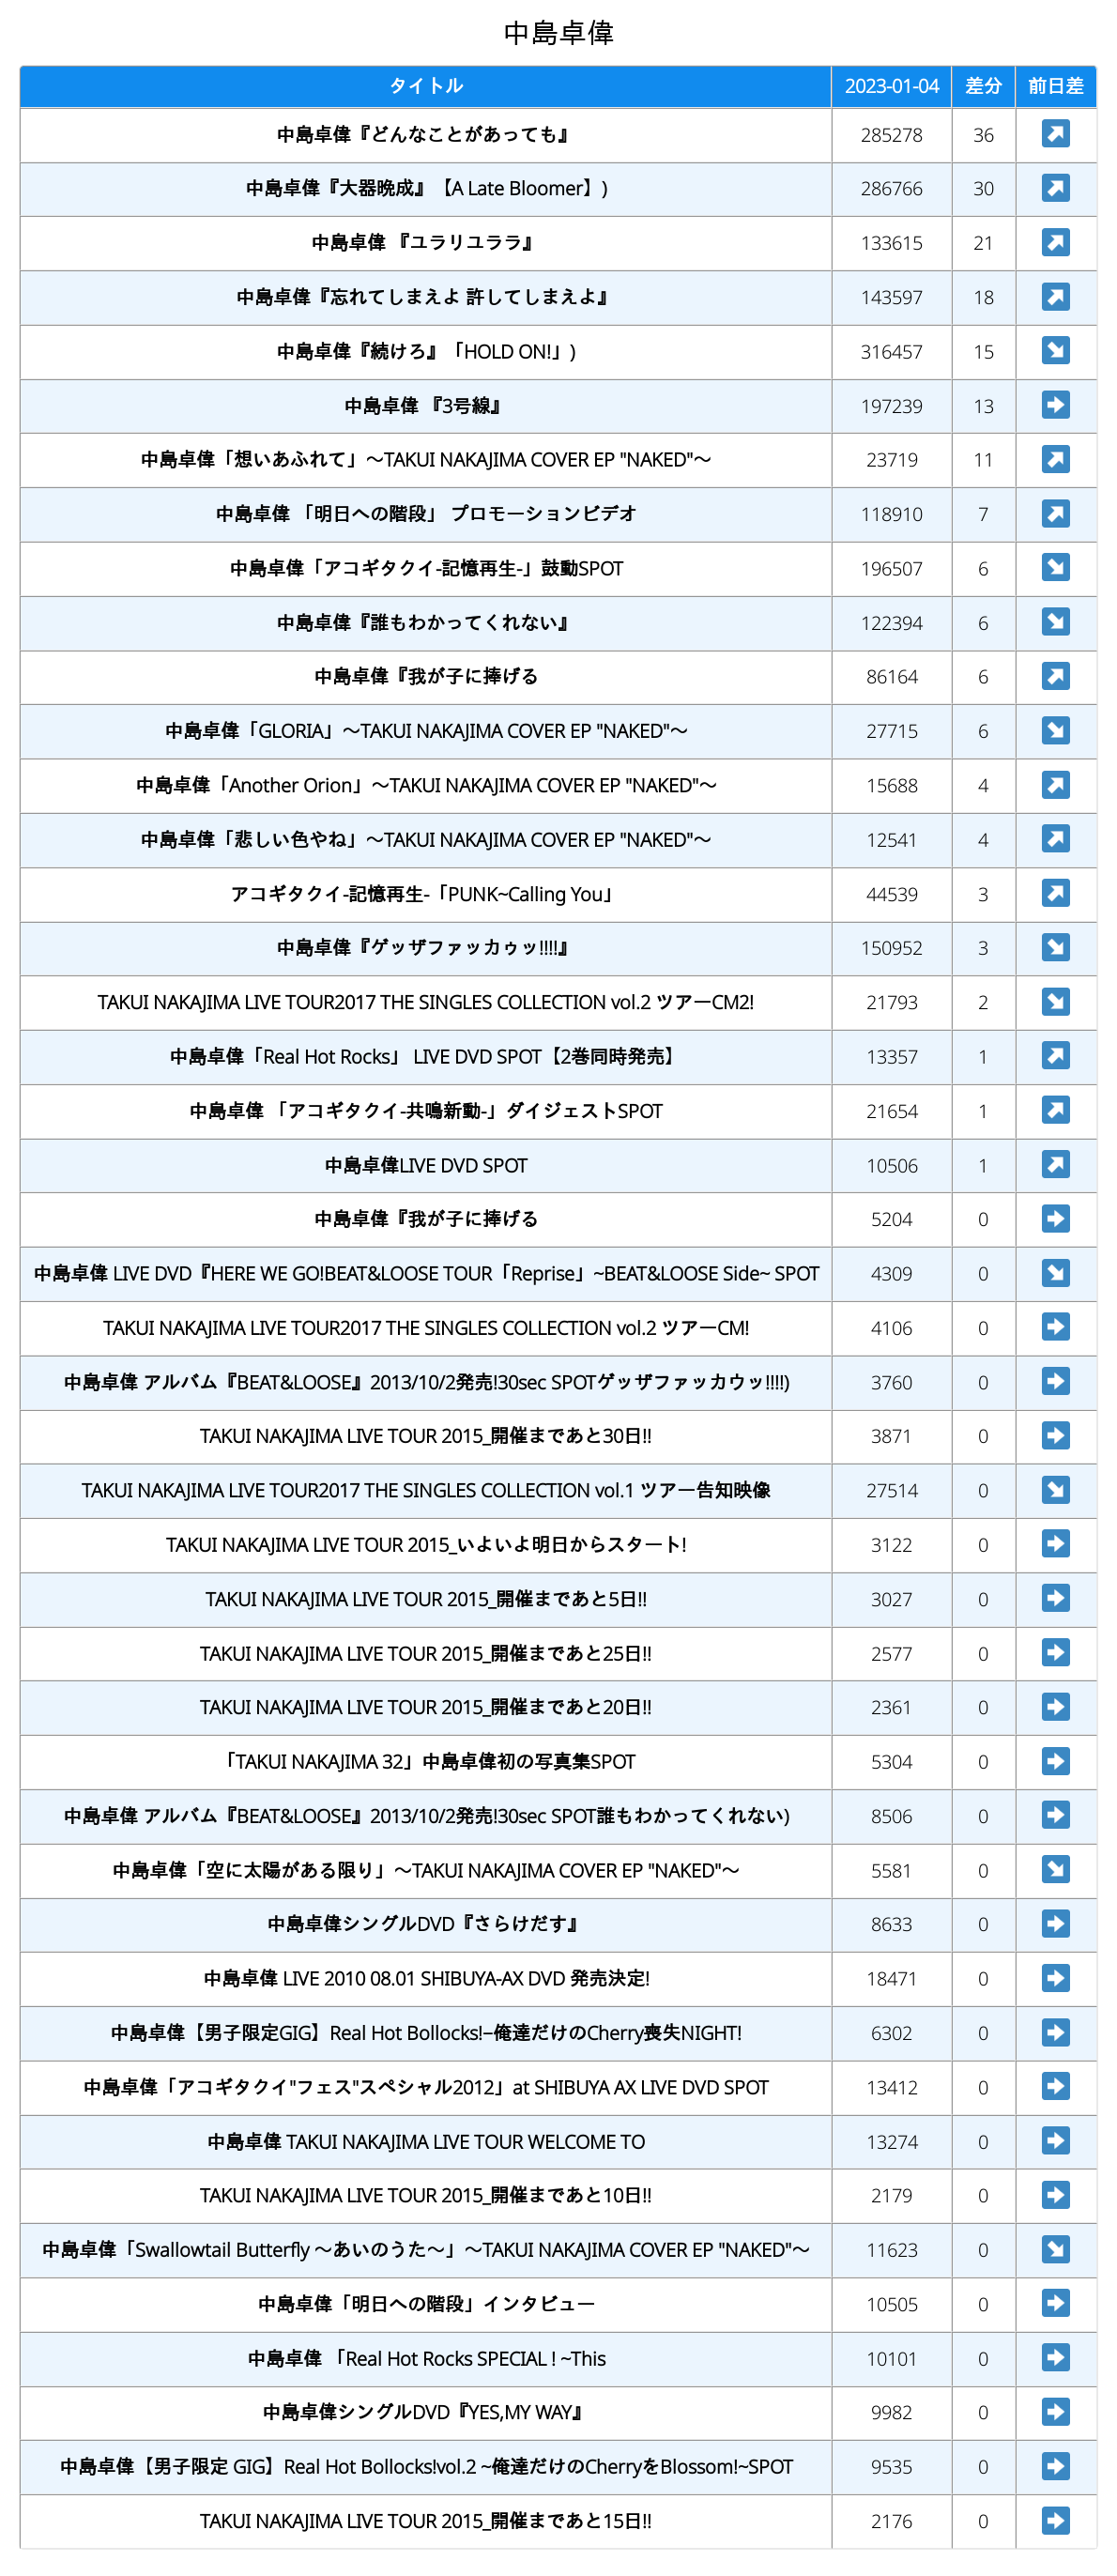 中島卓偉
タイトル 2023-01-04 差分 前日差
中島卓偉『どんなことがあっても』 285278 36 ↗
中島卓偉『大器晩成』【A Late Bloomer】) 286766 30 ↗
中島卓偉 『ユラリユララ』 133615 21 ↗
中島卓偉『忘れてしまえよ 許してしまえよ』 143597 18 ↗
中島卓偉『続けろ』「HOLD ON!」) 316457 15 ↘
中島卓偉 『3号線』 197239 13 ➡
中島卓偉「想いあふれて」〜TAKUI NAKAJIMA COVER EP "NAKED"〜 23719 11 ↗
中島卓偉 「明日への階段」 プロモーションビデオ 118910 7 ↗
中島卓偉「アコギタクイ-記憶再生-」鼓動SPOT 196507 6 ↘
中島卓偉『誰もわかってくれない』 122394 6 ↘
中島卓偉『我が子に捧げる 86164 6 ↗
中島卓偉「GLORIA」〜TAKUI NAKAJIMA COVER EP "NAKED"〜 27715 6 ↘
中島卓偉「Another Orion」〜TAKUI NAKAJIMA COVER EP "NAKED"〜 15688 4 ↗
中島卓偉「悲しい色やね」〜TAKUI NAKAJIMA COVER EP "NAKED"〜 12541 4 ↗
アコギタクイ-記憶再生-「PUNK~Calling You」 44539 3 ↗
中島卓偉『ゲッザファッカゥッ!!!!』 150952 3 ↘
TAKUI NAKAJIMA LIVE TOUR2017 THE SINGLES COLLECTION vol.2 ツアーCM2! 21793 2 ↘
中島卓偉「Real Hot Rocks」 LIVE DVD SPOT【2巻同時発売】 13357 1 ↗
中島卓偉 「アコギタクイ-共鳴新動-」ダイジェストSPOT 21654 1 ↗
中島卓偉LIVE DVD SPOT 10506 1 ↗
中島卓偉『我が子に捧げる 5204 0 ➡
中島卓偉 LIVE DVD『HERE WE GO!BEAT&LOOSE TOUR「Reprise」~BEAT&LOOSE Side~ SPOT 4309 0 ↘
TAKUI NAKAJIMA LIVE TOUR2017 THE SINGLES COLLECTION vol.2 ツアーCM! 4106 0 ➡
中島卓偉 アルバム『BEAT&LOOSE』2013/10/2発売!30sec SPOTゲッザファッカウッ!!!!) 3760 0 ➡
TAKUI NAKAJIMA LIVE TOUR 2015_開催まであと30日!! 3871 0 ➡
TAKUI NAKAJIMA LIVE TOUR2017 THE SINGLES COLLECTION vol.1 ツアー告知映像 27514 0 ↘
TAKUI NAKAJIMA LIVE TOUR 2015_いよいよ明日からスタート! 3122 0 ➡
TAKUI NAKAJIMA LIVE TOUR 2015_開催まであと5日!! 3027 0 ➡
TAKUI NAKAJIMA LIVE TOUR 2015_開催まであと25日!! 2577 0 ➡
TAKUI NAKAJIMA LIVE TOUR 2015_開催まであと20日!! 2361 0 ➡
「TAKUI NAKAJIMA 32」中島卓偉初の写真集SPOT 5304 0 ➡
中島卓偉 アルバム『BEAT&LOOSE』2013/10/2発売!30sec SPOT誰もわかってくれない) 8506 0 ➡
中島卓偉「空に太陽がある限り」〜TAKUI NAKAJIMA COVER EP "NAKED"〜 5581 0 ↘
中島卓偉シングルDVD『さらけだす』 8633 0 ➡
中島卓偉 LIVE 2010 08.01 SHIBUYA-AX DVD 発売決定! 18471 0 ➡
中島卓偉【男子限定GIG】Real Hot Bollocks!−俺達だけのCherry喪失NIGHT! 6302 0 ➡
中島卓偉「アコギタクイ"フェス"スペシャル2012」at SHIBUYA AX LIVE DVD SPOT 13412 0 ➡
中島卓偉 TAKUI NAKAJIMA LIVE TOUR WELCOME TO 13274 0 ➡
TAKUI NAKAJIMA LIVE TOUR 2015_開催まであと10日!! 2179 0 ➡
中島卓偉「Swallowtail Butterfly 〜あいのうた〜」〜TAKUI NAKAJIMA COVER EP "NAKED"〜 11623 0 ↘
中島卓偉「明日への階段」インタビュー 10505 0 ➡
中島卓偉 「Real Hot Rocks SPECIAL ! ~This 10101 0 ➡
中島卓偉シングルDVD『YES,MY WAY』 9982 0 ➡
中島卓偉【男子限定 GIG】Real Hot Bollocks!vol.2 ~俺達だけのCherryをBlossom!~SPOT 9535 0 ➡
TAKUI NAKAJIMA LIVE TOUR 2015_開催まであと15日!! 2176 0 ➡